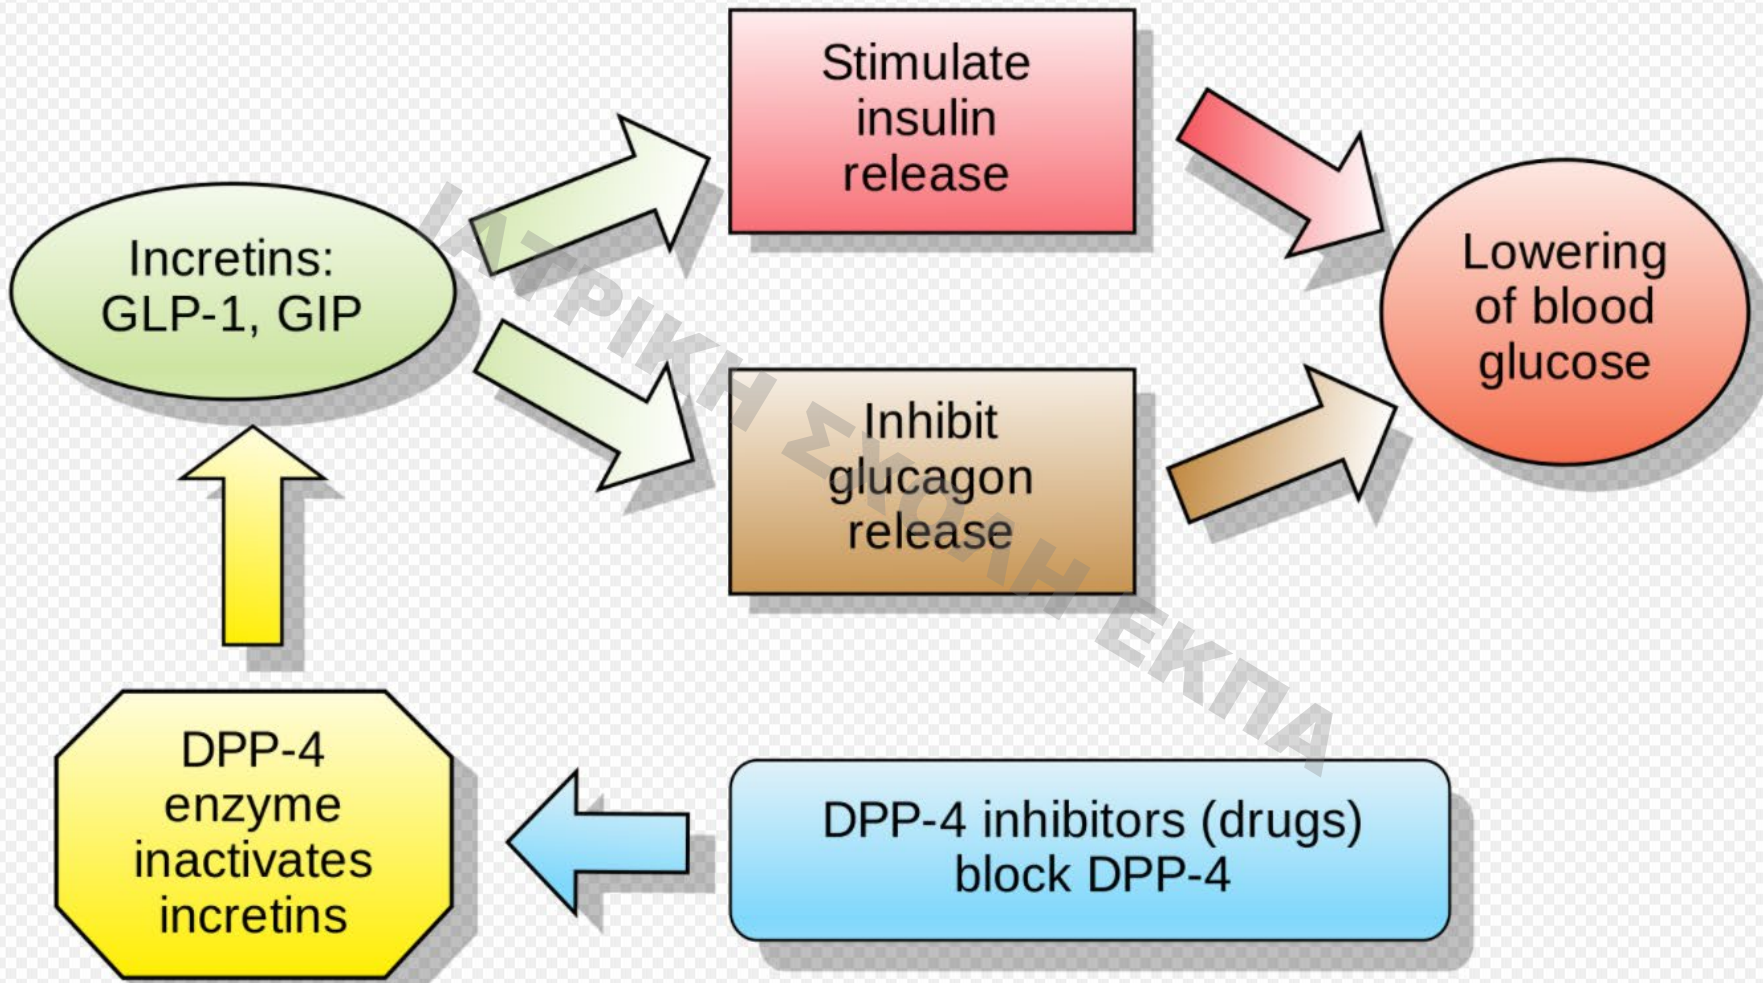 Stimulate
insulin
release
Incretins:
GLP-1, GIP
Lowering
of blood
glucose
Inhibit
glucagon
release
DPP-4
enzyme
inactivates
incretins
DPP-4 inhibitors (drugs)
block DPP-4
ΙΑΤΡΙΚΗ ΣΧΟΛΗ ΕΚΠΑ